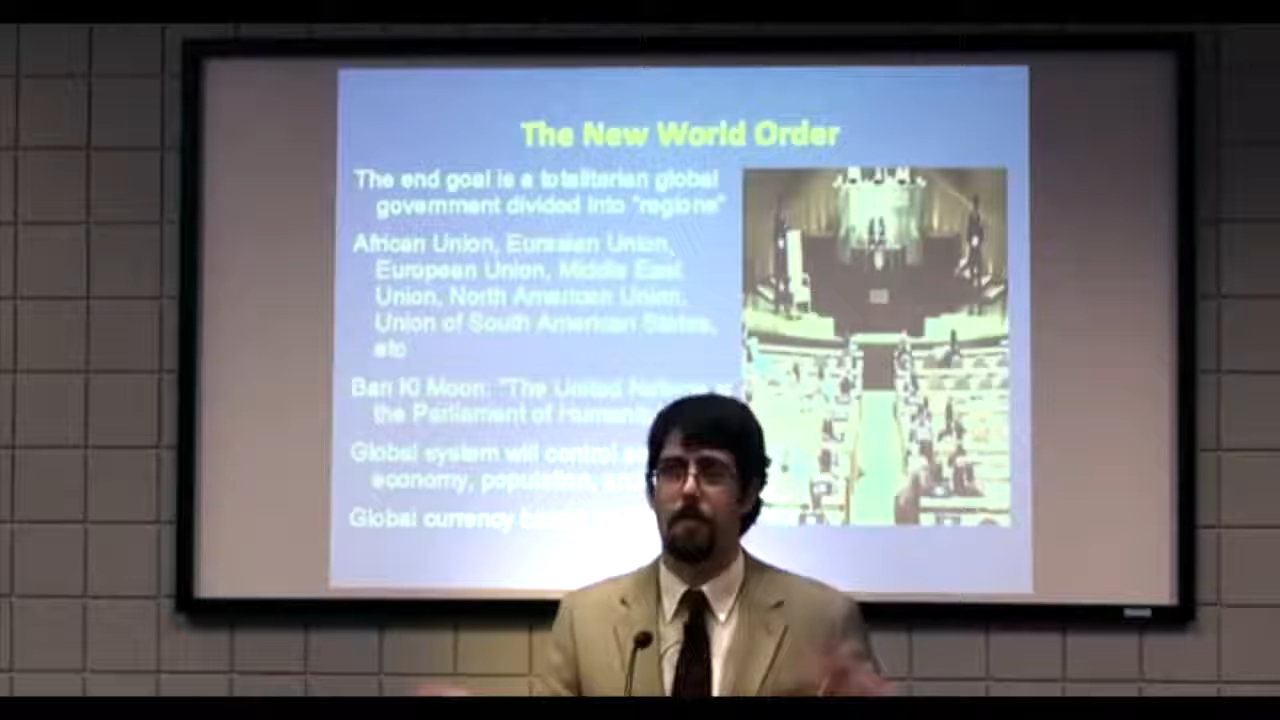 The New World Order
The end goal is a totalitarian global
government divided into "regions"
African Union, Eurasian Union,
European Union, Middle East
Union, North American Union,
Union of South American States,
etc
Ban Ki Moon: "The United Nations is
the Parliament of
Global system will control
economy, population,
Global currency